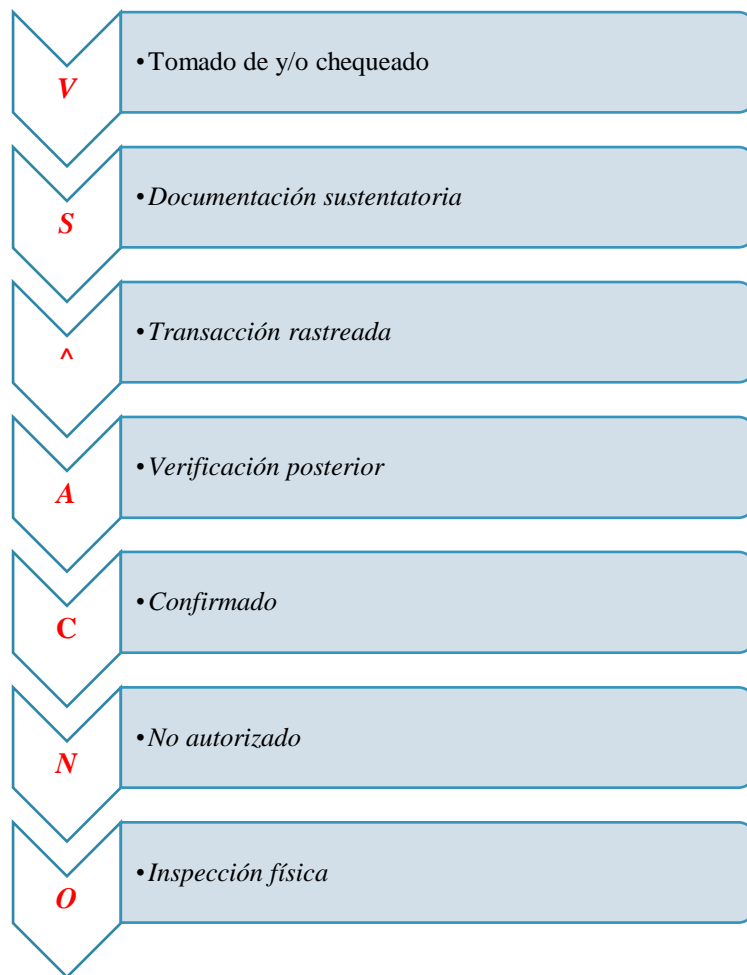 V
•Tomado de y/o chequeado
S
•Documentación sustentatoria
^
•Transacción rastreada
A
•Verificación posterior
C
•Confirmado
N
•No autorizado
O
•Inspección física